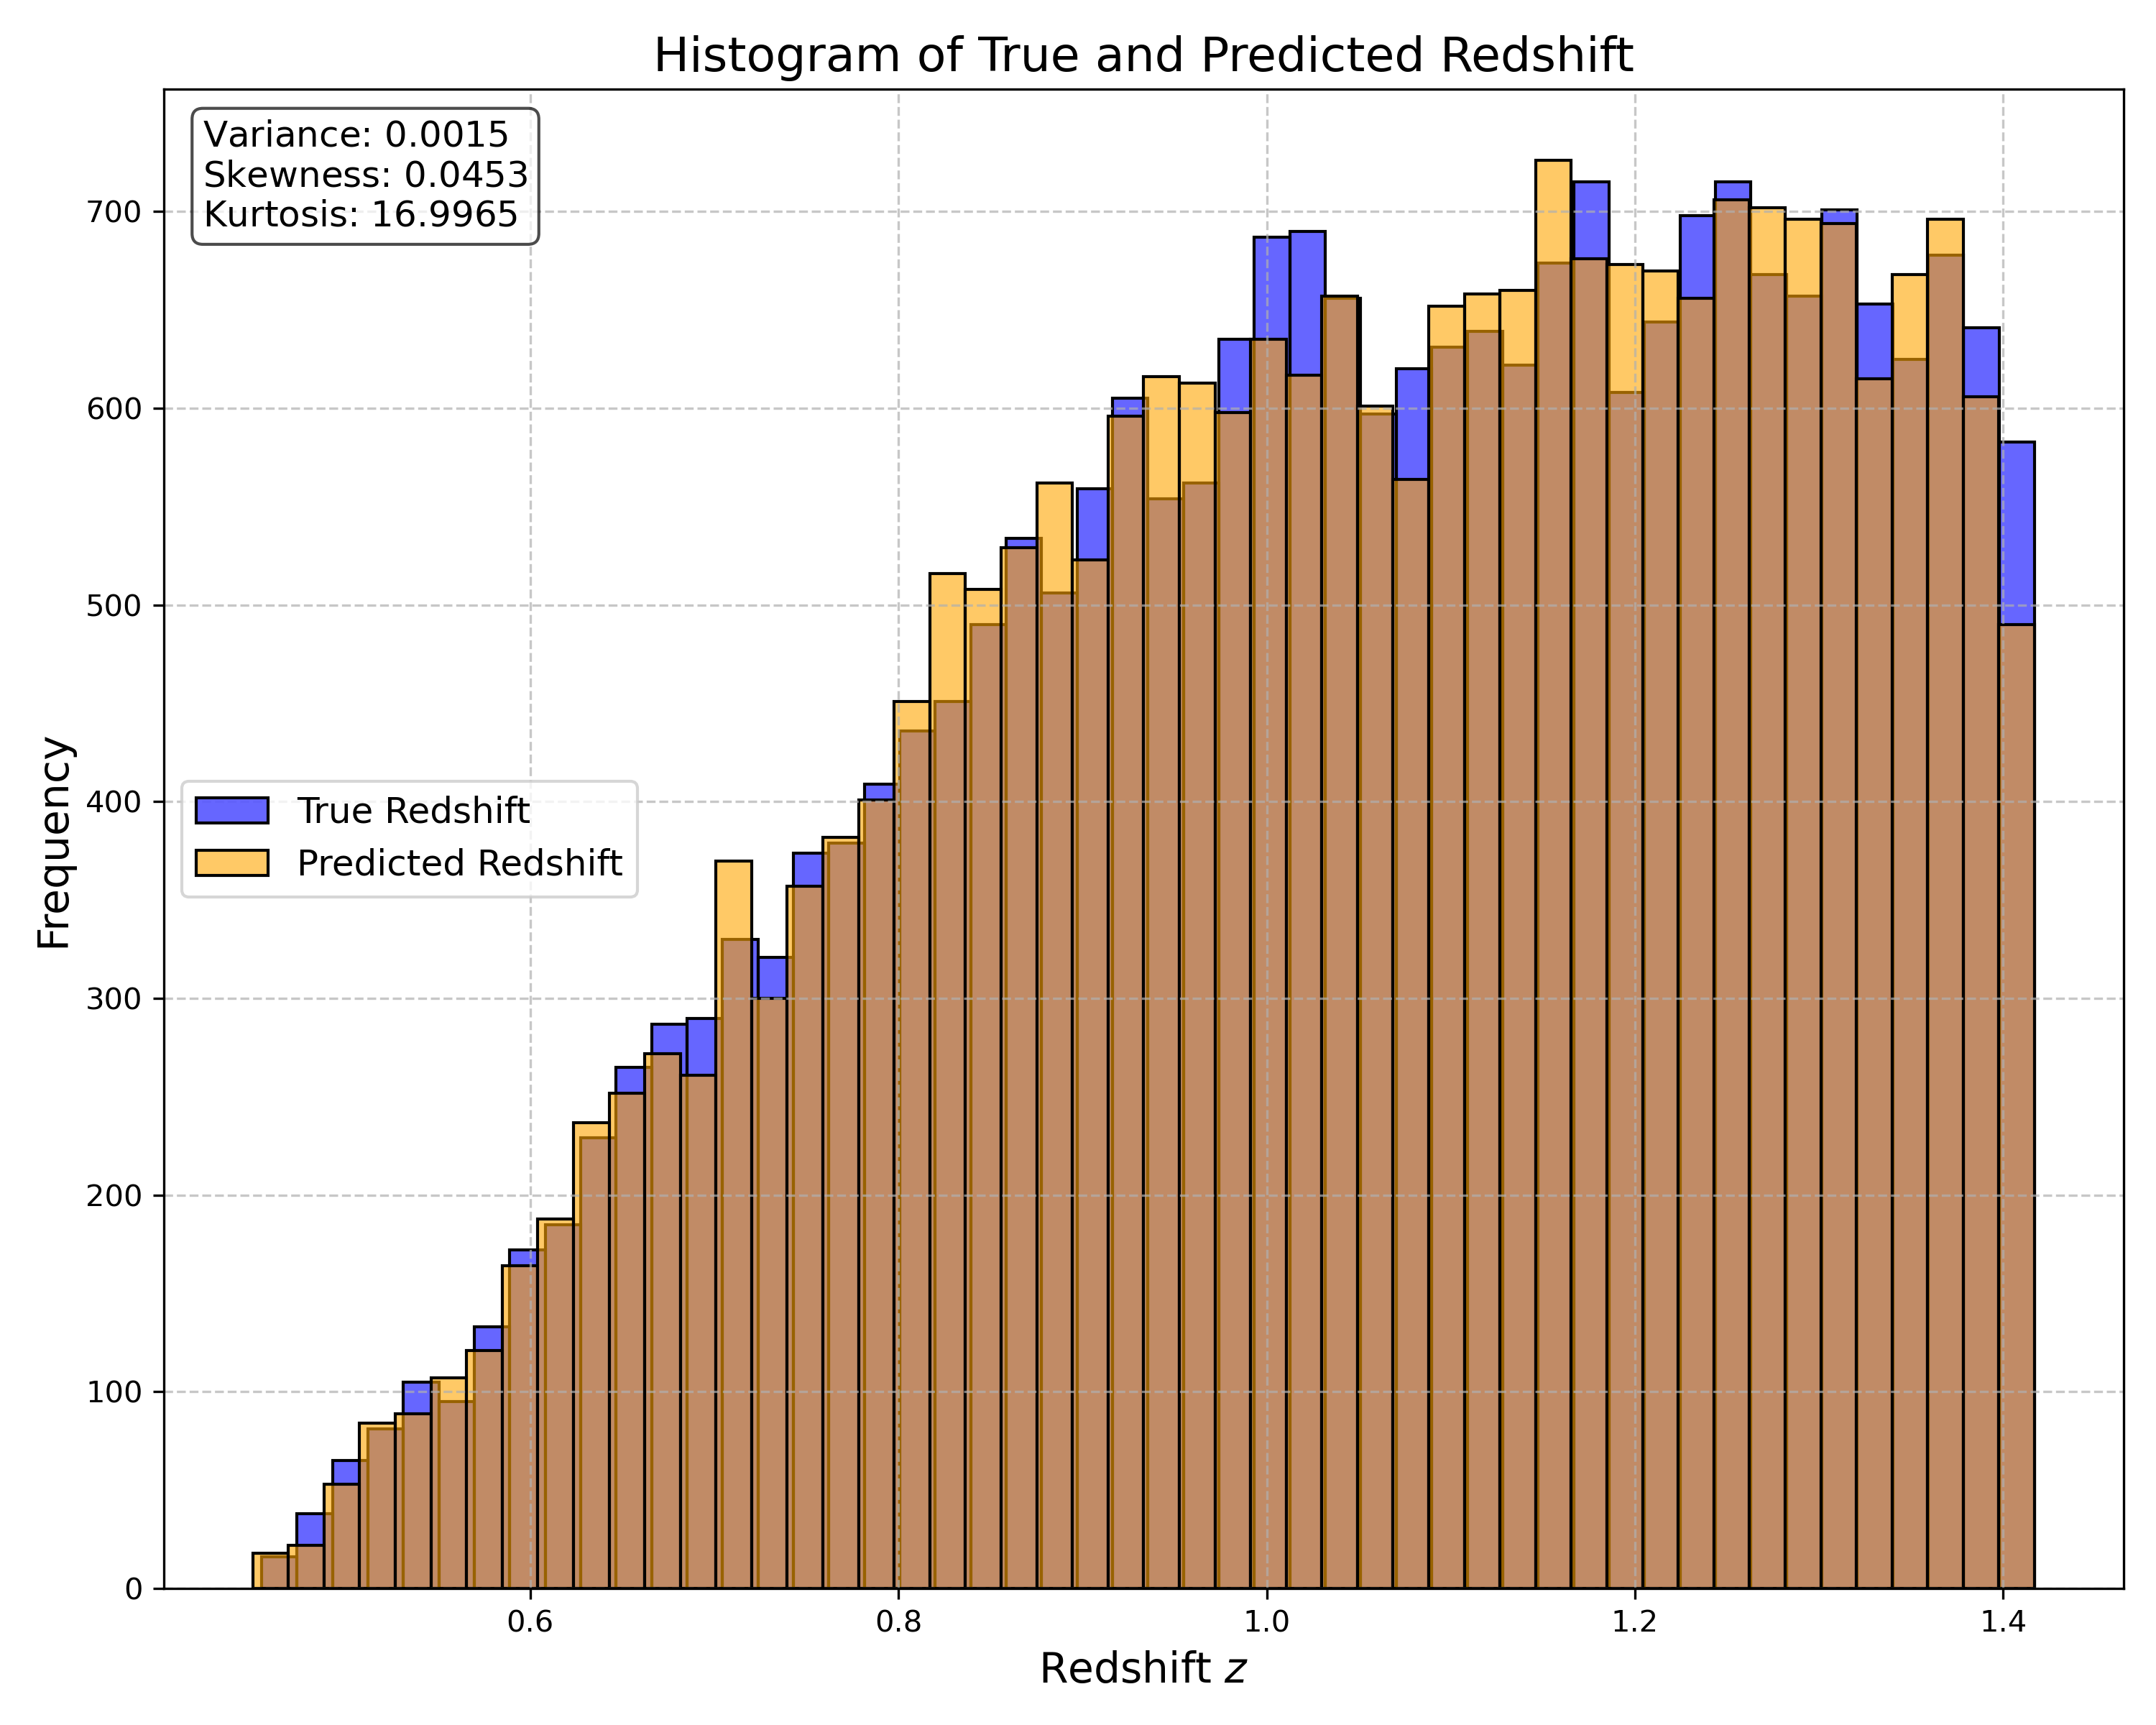 Histogram of True and Predicted Redshift
Variance: 0.0015
Skewness: 0.0453
Kurtosis: 16.9965
700
600
500
400
300
200
100
0
Frequency
True Redshift
Predicted Redshift
0.6 0.8 1.0 1.2 1.4
Redshift z